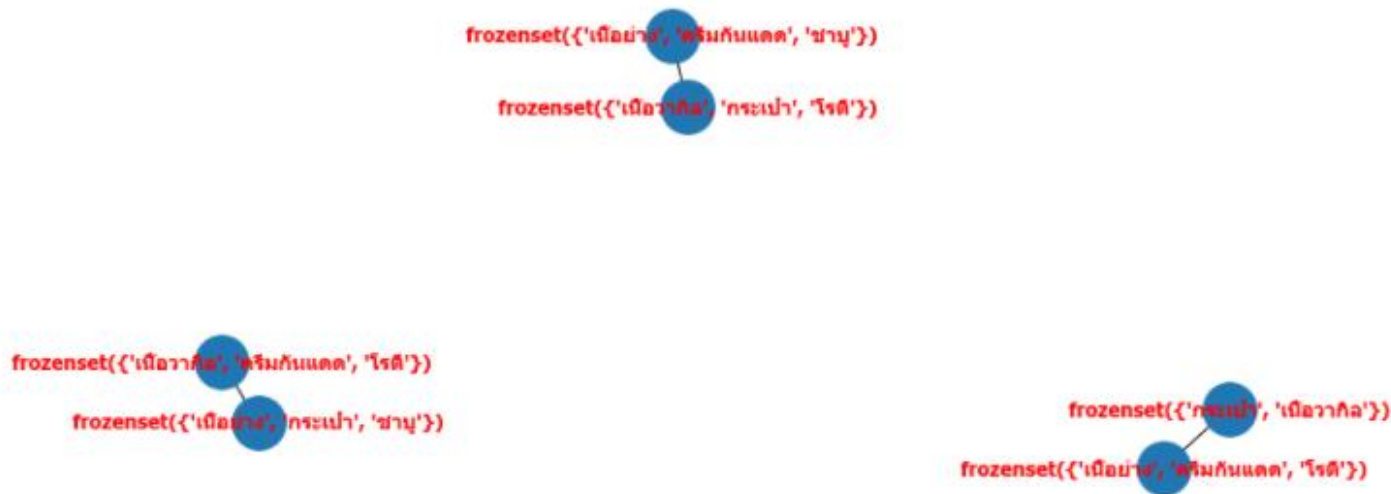 frozenset({'เนื้อย่าง', 'ครีมกันแดด', 'ชาบู'})
frozenset({'เนื้อวากิล', 'กระเป๋า', 'โรตี'})
frozenset({'เนื้อวากิล', 'ครีมกันแดด', 'โรตี'})
frozenset({'เนื้อย่าง', 'กระเป๋า', 'ชาบู'})
frozenset({'กระเป๋า', 'เนื้อวากิล'})
frozenset({'เนื้อย่าง', 'ครีมกันแดด', 'โรตี'})